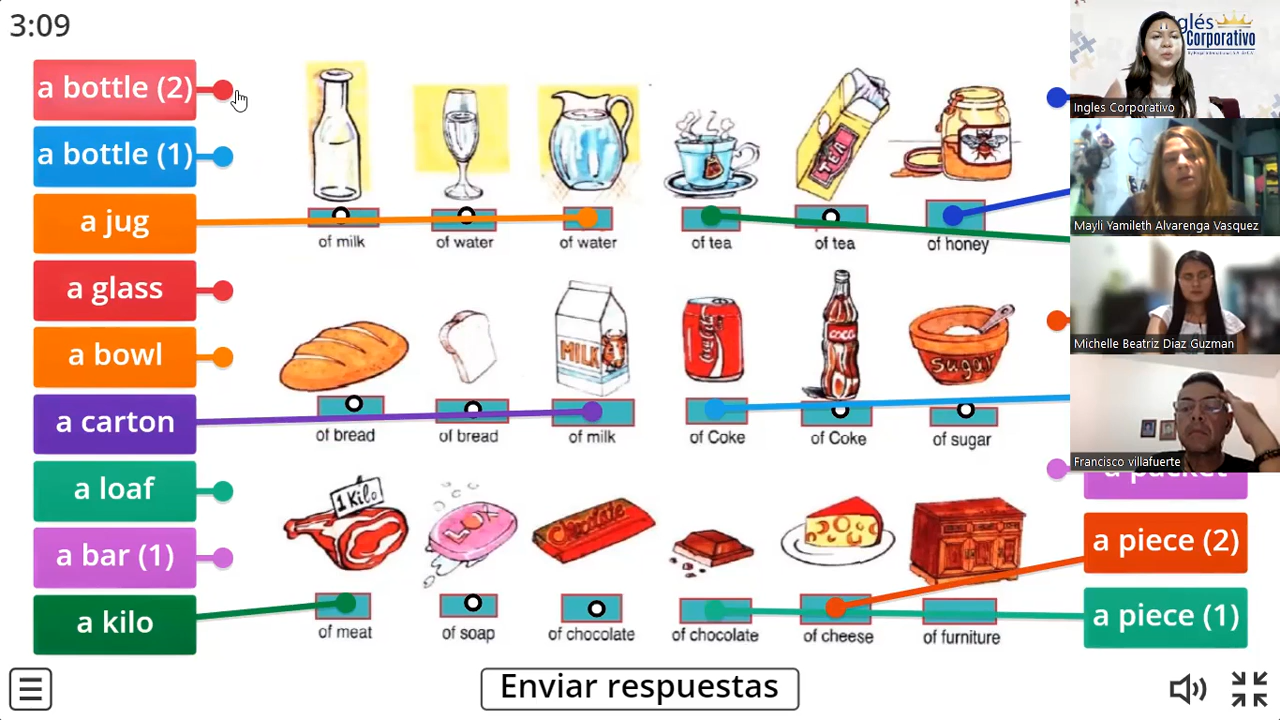 3:09
a bottle (2)
a bottle (1)
a jug
a glass
a bowl
a carton
a loaf
a bar (1)
a kilo
of milk
of water
of water
of tea
TEA
of tea
of honey
of bread
of bread
MILK
of milk
of Coke
of Coke
Sugar
of sugar
1 Kilo
of meat
LUX
of soap
Chocolate
of chocolate
of chocolate
of cheese
of furniture
Inglés
Corporativo
Ingles Corporativo
Mayli Yamileth Alvarenga Vasquez
Michelle Beatriz Diaz Guzman
Francisco villafuerte
a packet
a piece (2)
a piece (1)
Enviar respuestas